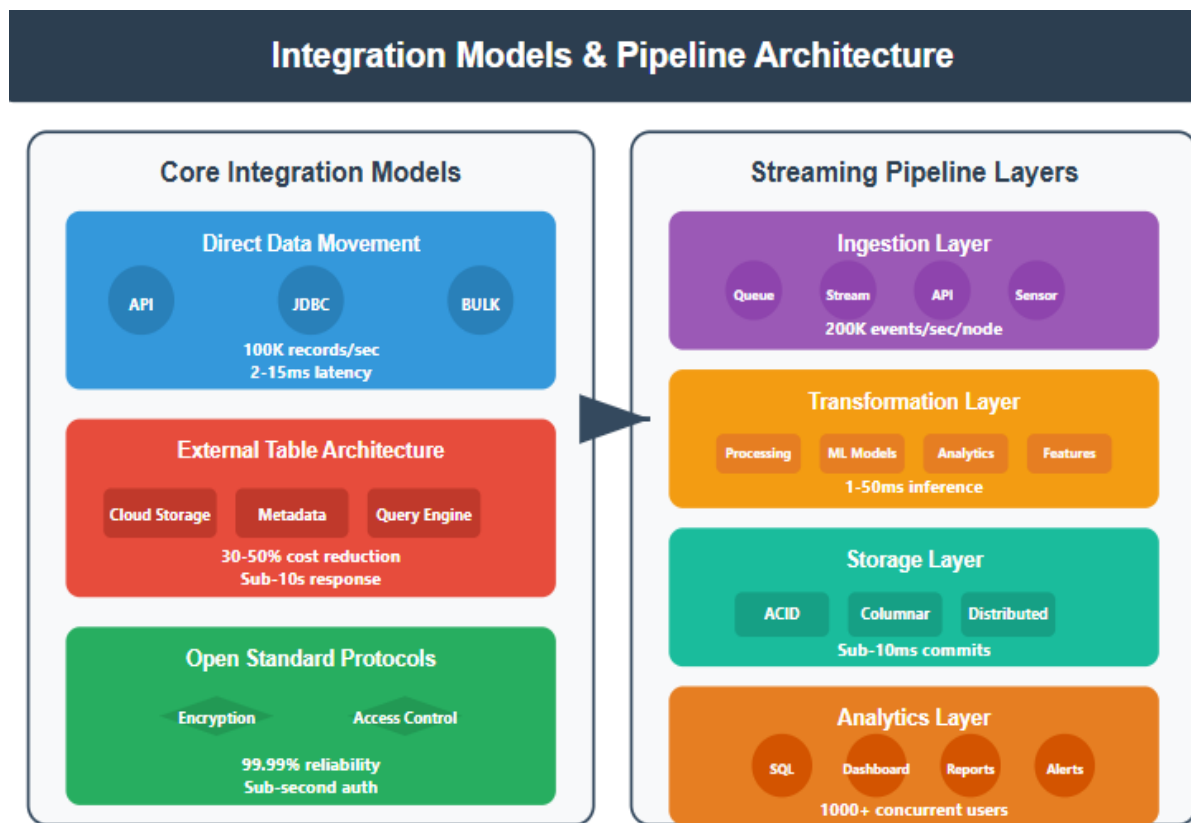 Integration Models & Pipeline Architecture
Core Integration Models
Direct Data Movement
API JDBC BULK
100K records/sec
2-15ms latency
External Table Architecture
Cloud Storage Metadata Query Engine
30-50% cost reduction
Sub-10s response
Open Standard Protocols
Encryption Access Control
99.99% reliability
Sub-second auth
Streaming Pipeline Layers
Ingestion Layer
Queue Stream API Sensor
200K events/sec/node
Transformation Layer
Processing ML Models Analytics Features
1-50ms inference
Storage Layer
ACID Columnar Distributed
Sub-10ms commits
Analytics Layer
SQL Dashboard Reports Alerts
1000+ concurrent users